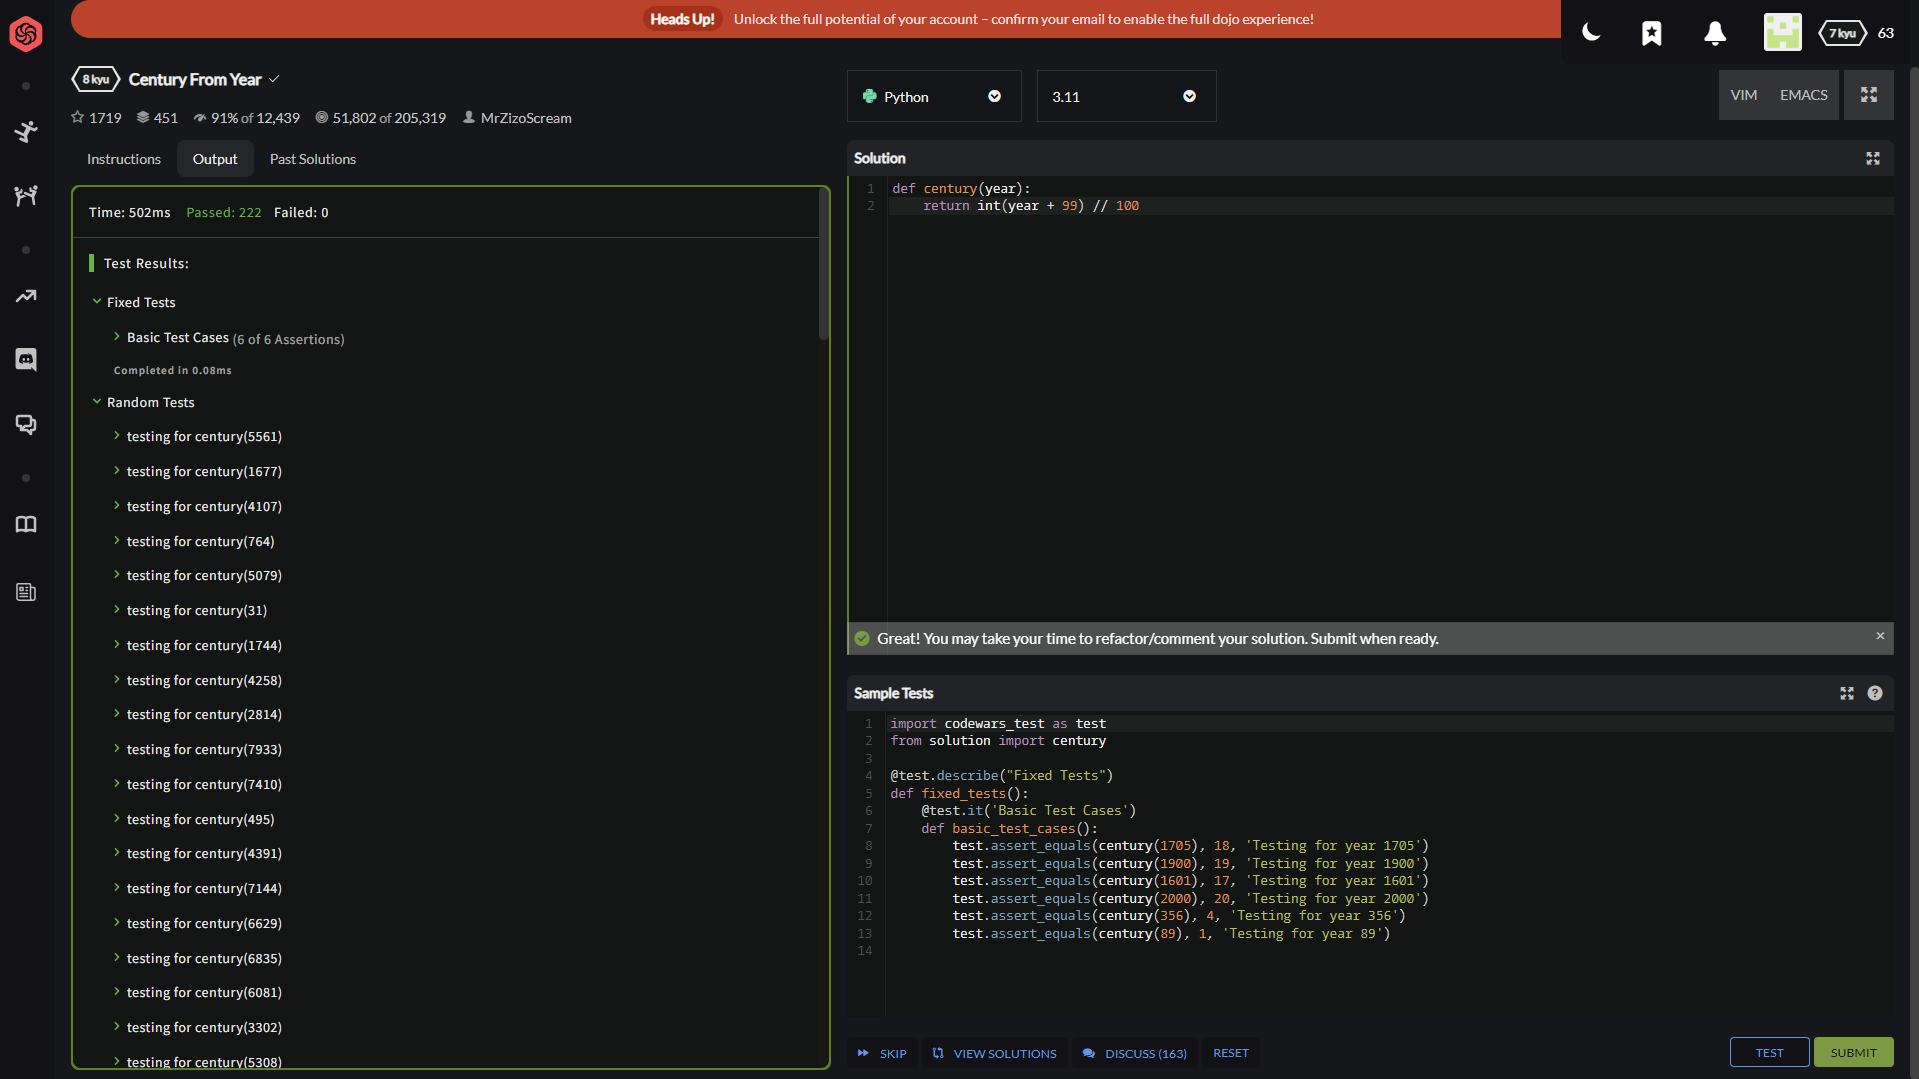 Heads Up! Unlock the full potential of your account – confirm your email to enable the full dojo experience!
7 kyu 63
8 kyu Century From Year
1719 451 91% of 12,439 51,802 of 205,319 MrZizoScream
Instructions Output Past Solutions
Time: 502ms Passed: 222 Failed: 0
Test Results:
Fixed Tests
Basic Test Cases (6 of 6 Assertions)
Completed in 0.08ms
Random Tests
testing for century(5561)
testing for century(1677)
testing for century(4107)
testing for century(764)
testing for century(5079)
testing for century(31)
testing for century(1744)
testing for century(4258)
testing for century(2814)
testing for century(7933)
testing for century(7410)
testing for century(495)
testing for century(4391)
testing for century(7144)
testing for century(6629)
testing for century(6835)
testing for century(6081)
testing for century(3302)
testing for century(5308)
Python 3.11 VIM EMACS
Solution
1 def century(year):
2     return int(year + 99) // 100
Great! You may take your time to refactor/comment your solution. Submit when ready. ×
Sample Tests ?
1 import codewars_test as test
2 from solution import century
3
4 @test.describe("Fixed Tests")
5 def fixed_tests():
6     @test.it('Basic Test Cases')
7     def basic_test_cases():
8         test.assert_equals(century(1705), 18, 'Testing for year 1705')
9         test.assert_equals(century(1900), 19, 'Testing for year 1900')
10         test.assert_equals(century(1601), 17, 'Testing for year 1601')
11         test.assert_equals(century(2000), 20, 'Testing for year 2000')
12         test.assert_equals(century(356), 4, 'Testing for year 356')
13         test.assert_equals(century(89), 1, 'Testing for year 89')
14
SKIP VIEW SOLUTIONS DISCUSS (163) RESET TEST SUBMIT